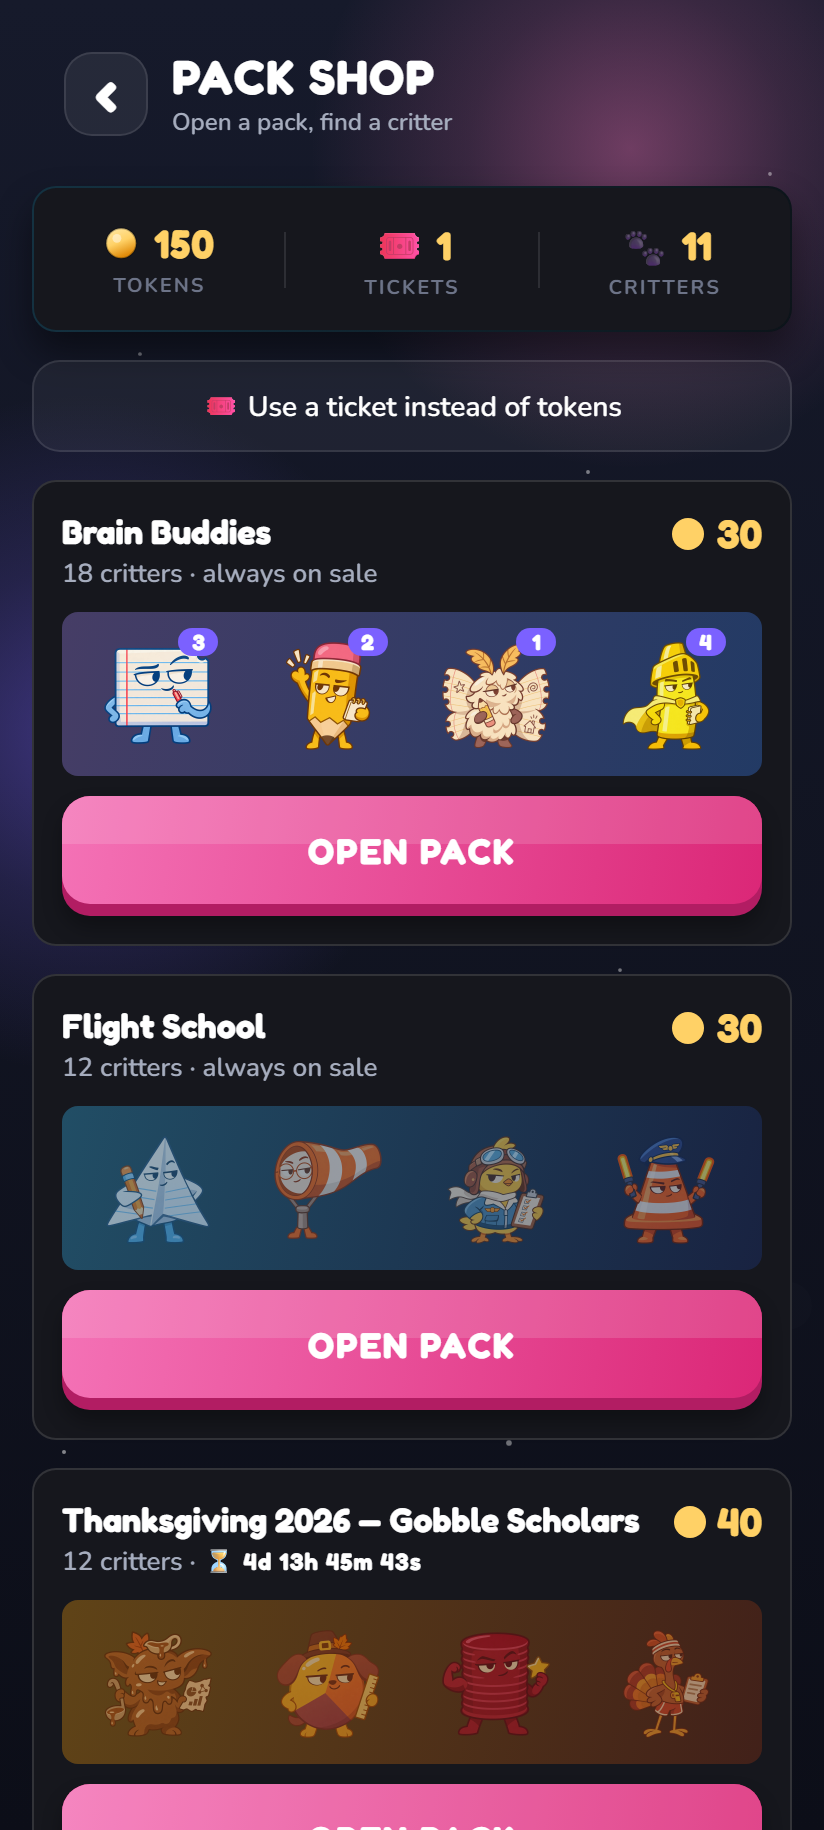 PACK SHOP
Open a pack, find a critter
150
TOKENS
1
TICKETS
11
CRITTERS
Use a ticket instead of tokens
Brain Buddies
30
18 critters · always on sale
3
2
1
4
OPEN PACK
Flight School
30
12 critters · always on sale
OPEN PACK
Thanksgiving 2026 – Gobble Scholars
40
12 critters · ⏳ 4d 13h 45m 43s
OPEN PACK